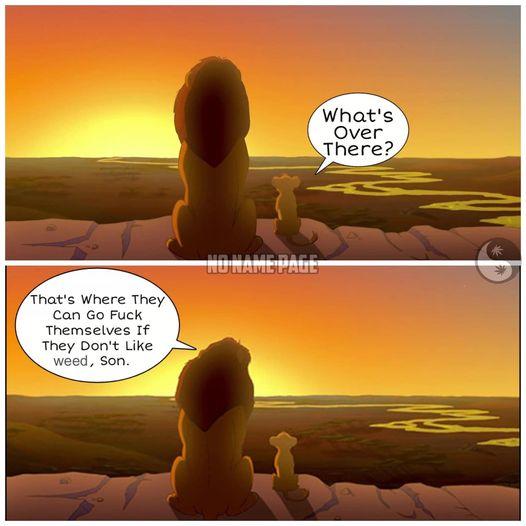 What's
Over
There?
NO NAME PAGE
That's Where They
Can Go Fuck
Themselves If
They Don't Like
weed, Son.